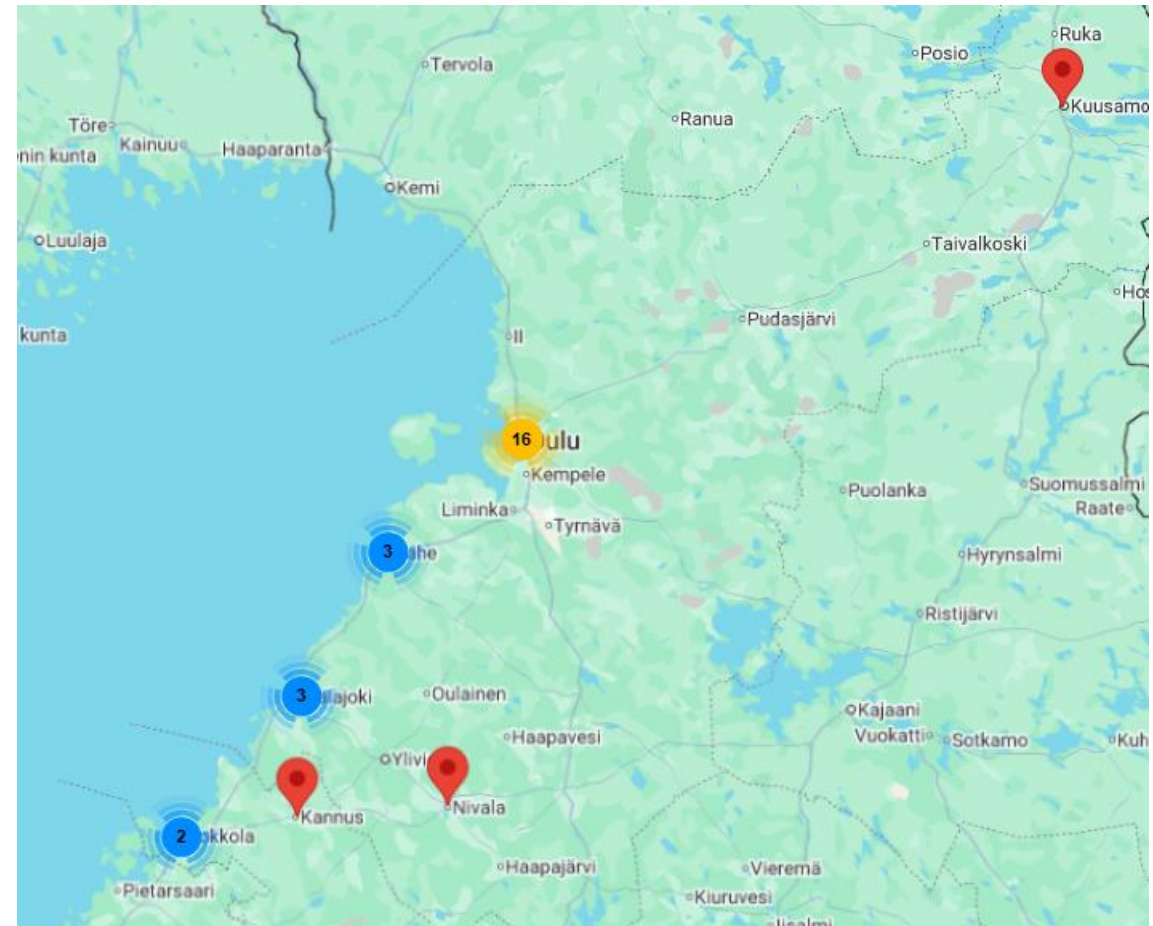 Ruka
Posio
Tervola
Kuusamo
Ranua
Töre
Kainuu
Haaparanta
nin kunta
Kemi
Luulaja
Taivalkoski
Hos
Pudasjärvi
kunta
Ii
16 ulu
Kempele
Suomussalmi
Puolanka
Raate
Liminka
Tyrnävä
3 he
Hyrynsalmi
Ristijärvi
3 lajoki
Oulainen
Kajaani
Haapavesi
Vuokatti
Sotkamo
Kuh
Ylivi
Nivala
Kannus
2 kkola
Haapajärvi
Vieremä
Pietarsaari
Kiuruvesi
Iisalmi